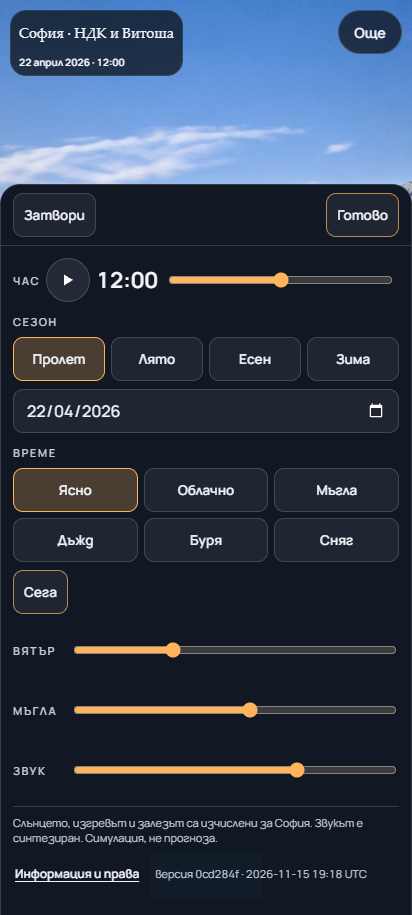 София · НДК и Витоша
22 април 2026 · 12:00
Още
Затвори
Готово
ЧАС
12:00
СЕЗОН
Пролет
Лято
Есен
Зима
22/04/2026
ВРЕМЕ
Ясно
Облачно
Мъгла
Дъжд
Буря
Сняг
Сега
ВЯТЪР
МЪГЛА
ЗВУК
Слънцето, изгревът и залезът са изчислени за София. Звукът е
синтезиран. Симулация, не прогноза.
Информация и права
версия 0cd284f · 2026-11-15 19:18 UTC